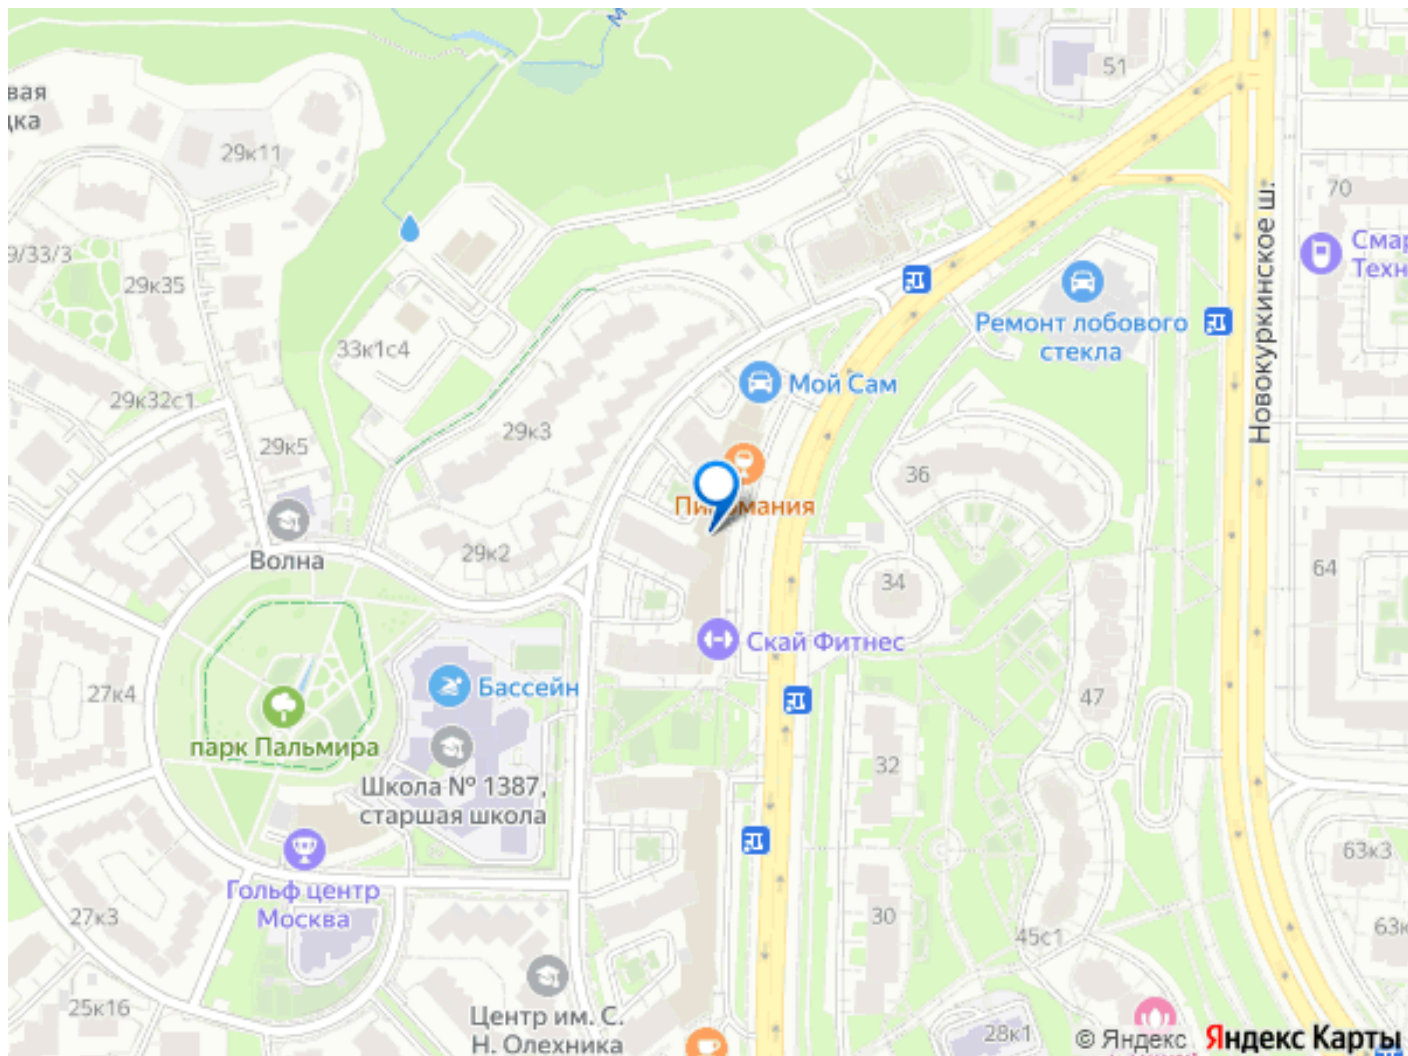 вая
дка
51
29к11
70
9/33/3
29к35
Новокуркинское ш.
Смар
Техн
Ремонт лобового
стекла
33к1с4
29к32с1
Мой Сам
29к3
29к5
36
Волна
29к2
64
34
Скай Фитнес
27к4
Бассейн
47
парк Пальмира
32
Школа № 1387,
старшая школа
63к3
Гольф центр
Москва
27к3
30
45с1
63к
25к16
Центр им. С.
Н. Олехника
28к1
© Яндекс Яндекс Карты